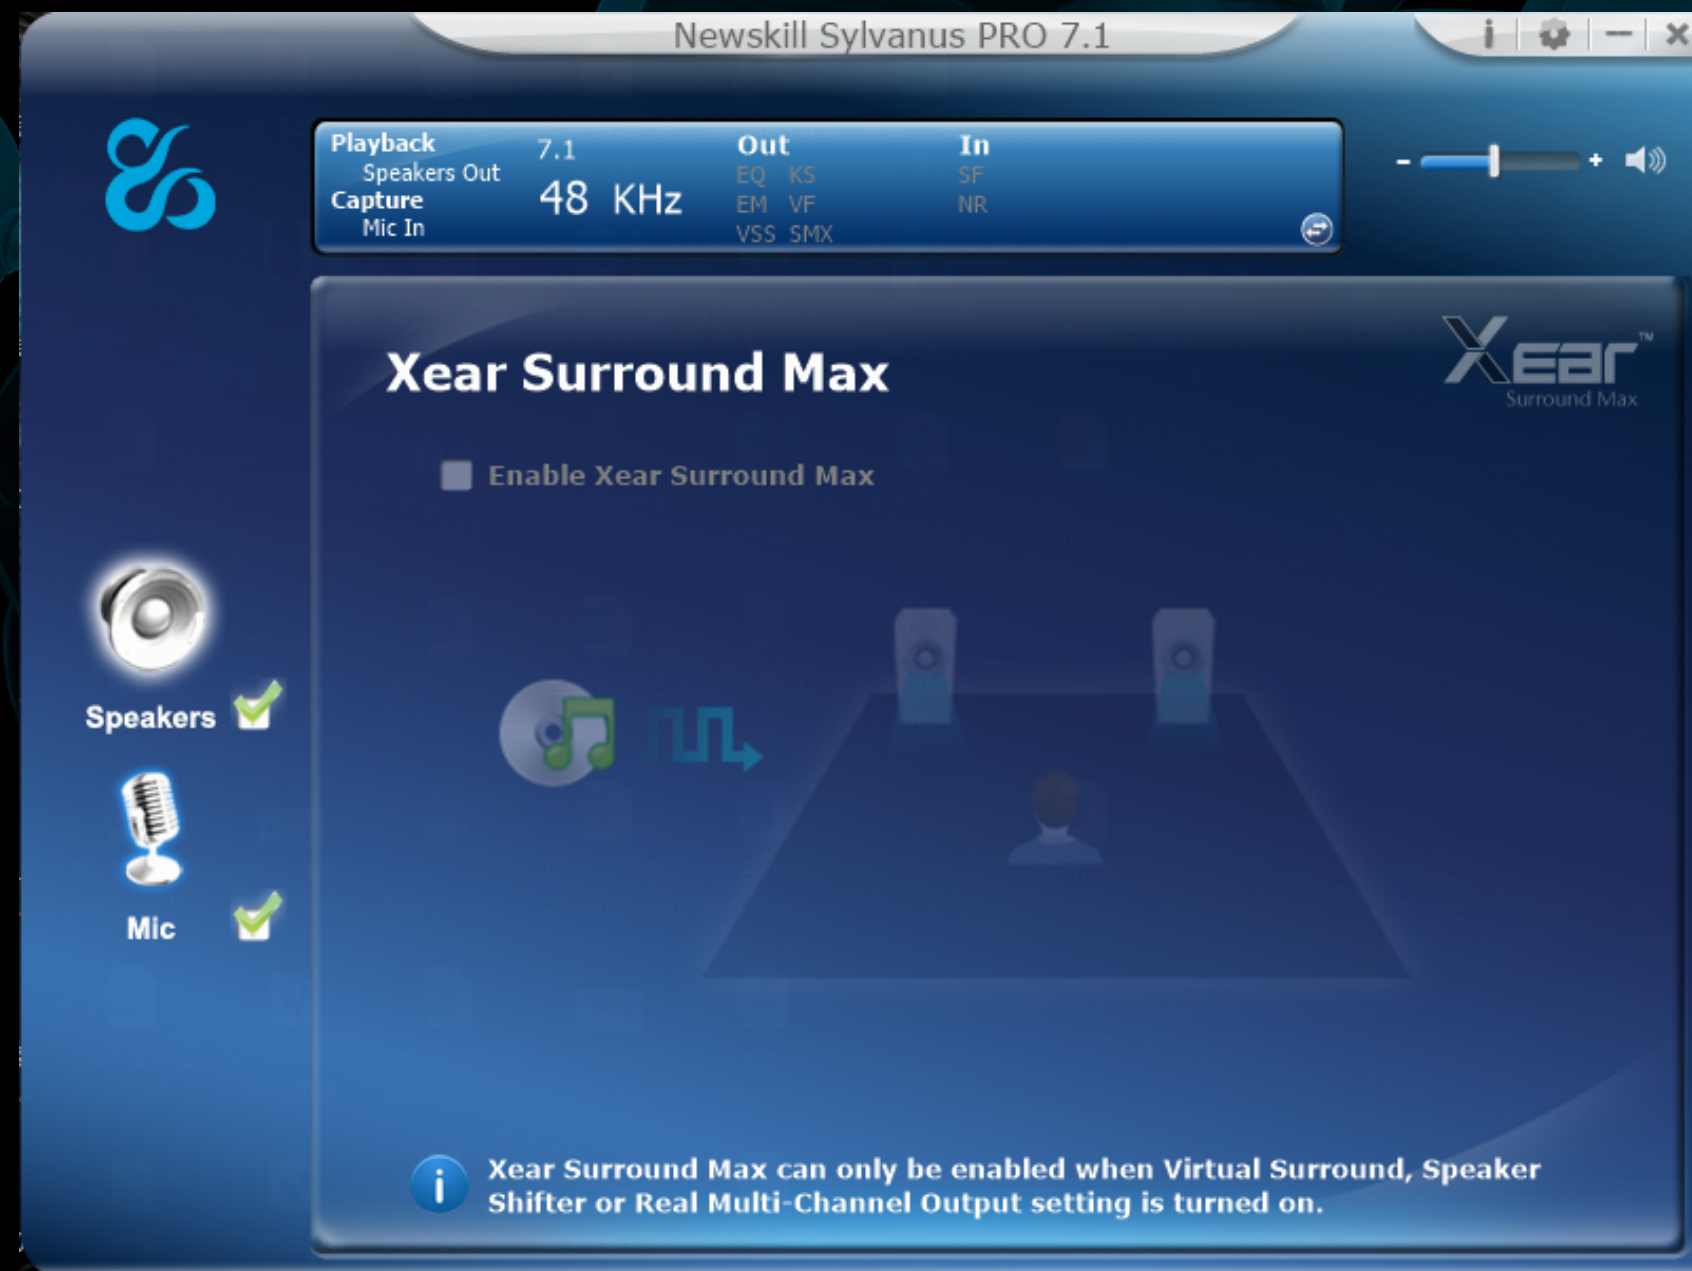 Newskill Sylvanus PRO 7.1
Playback 7.1 Out In
Speakers Out EQ KS SF
Capture 48 KHz EM VF NR
Mic In VSS SMX
Xear Surround Max
Xear™
Surround Max
Enable Xear Surround Max
Speakers
Mic
Xear Surround Max can only be enabled when Virtual Surround, Speaker
Shifter or Real Multi-Channel Output setting is turned on.